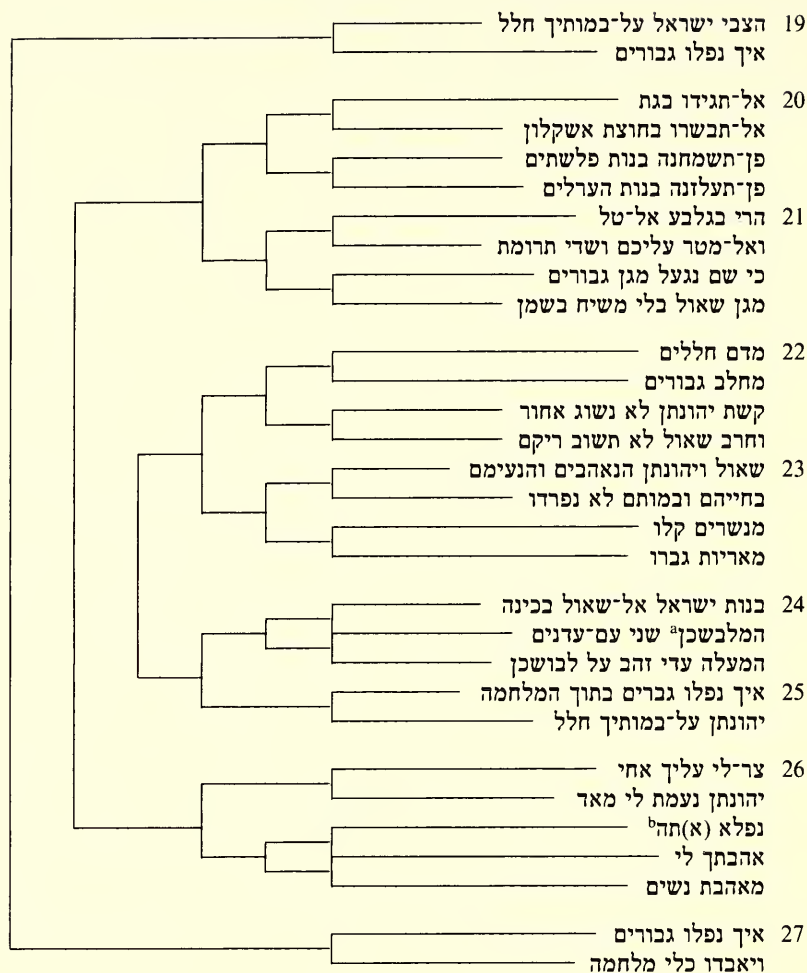 19 הצבי ישראל על־במותיך חלל
איך נפלו גבורים
20 אל־תגידו בגת
אל־תבשרו בחוצת אשקלון
פן־תשמחנה בנות פלשתים
פן־תעלזנה בנות הערלים
21 הרי בגלבע אל־טל
ואל־מטר עליכם ושדי תרומת
כי שם נגעל מגן גבורים
מגן שאול בלי משיח בשמן
22 מדם חללים
מחלב גבורים
קשת יהונתן לא נשוג אחור
וחרב שאול לא תשוב ריקם
23 שאול ויהונתן הנאהבים והנעימם
בחייהם ובמותם לא נפרדו
מנשרים קלו
מאריות גברו
24 בנות ישראל אל־שאול בכינה
המלבשכןᵃ שני עם־עדנים
המעלה עדי זהב על לבושכן
25 איך נפלו גברים בתוך המלחמה
יהונתן על־במותיך חלל
26 צר־לי עליך אחי
יהונתן נעמת לי מאד
נפלא (א)תהᵇ
אהבתך לי
מאהבת נשים
27 איך נפלו גבורים
ויאבדו כלי מלחמה